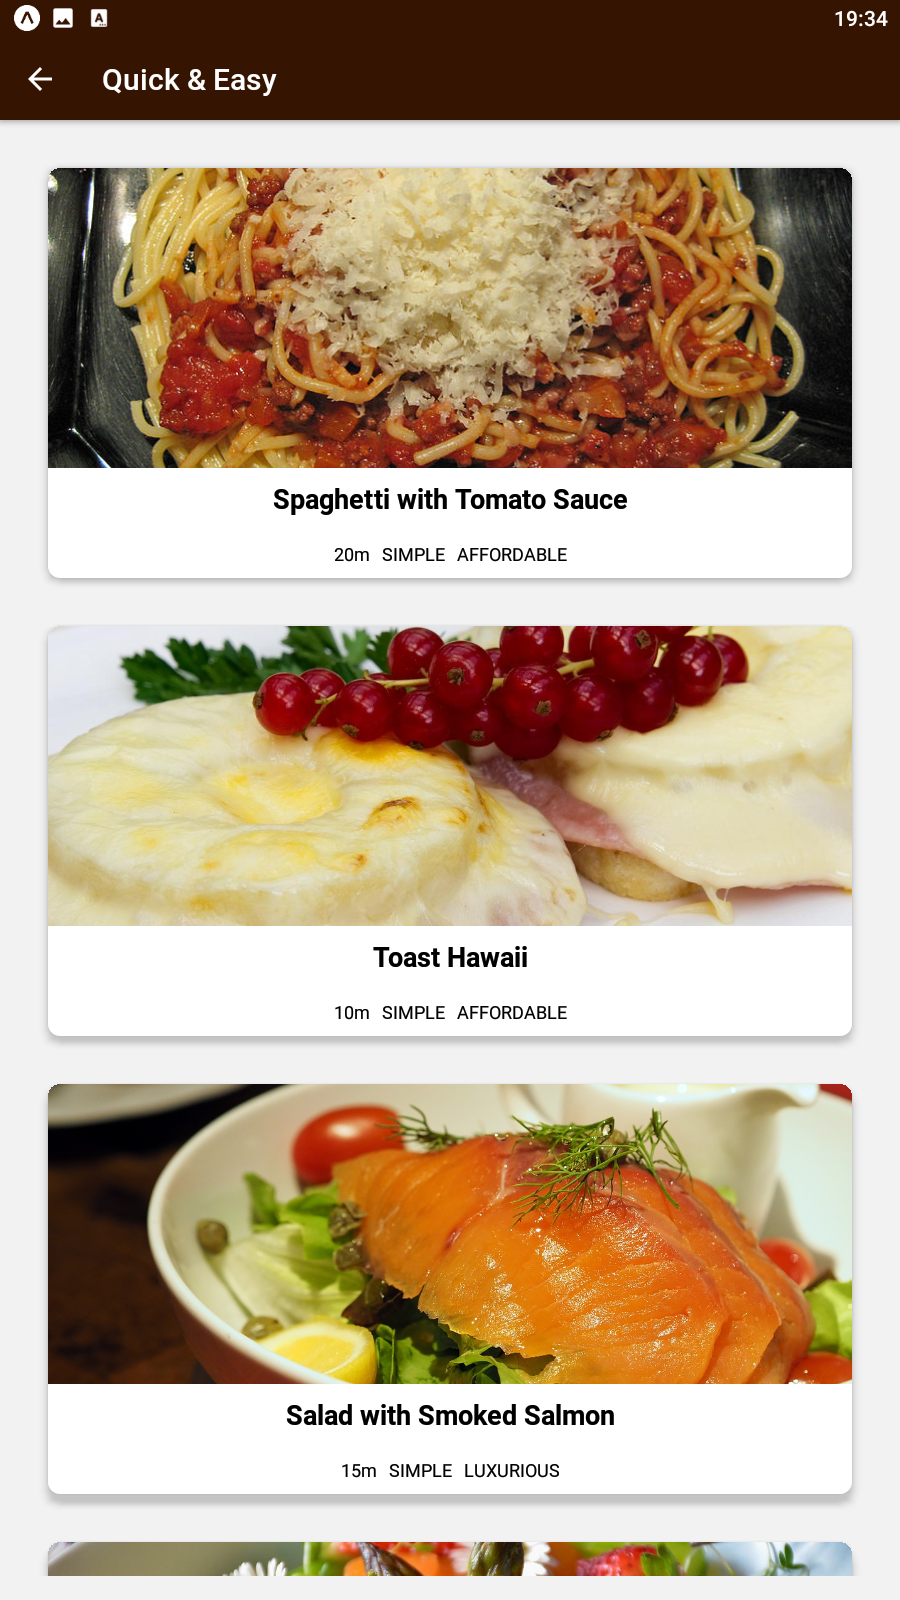 19:34
Quick & Easy
Spaghetti with Tomato Sauce
20m SIMPLE AFFORDABLE
Toast Hawaii
10m SIMPLE AFFORDABLE
Salad with Smoked Salmon
15m SIMPLE LUXURIOUS